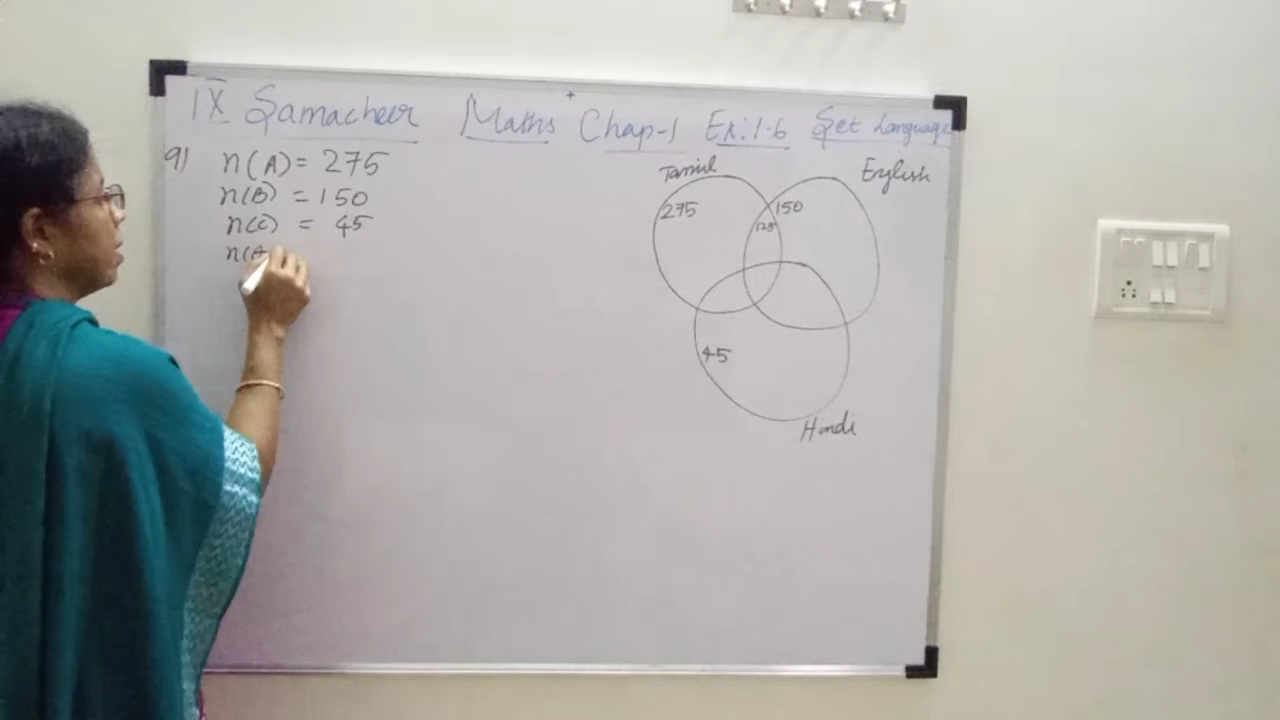 IX Samacheer Maths Chap-1 Ex: 1.6 Set Language
9) n(A) = 275
n(B) = 150
n(C) = 45
n(A
Tamil
English
275
150
125
45
Hindi